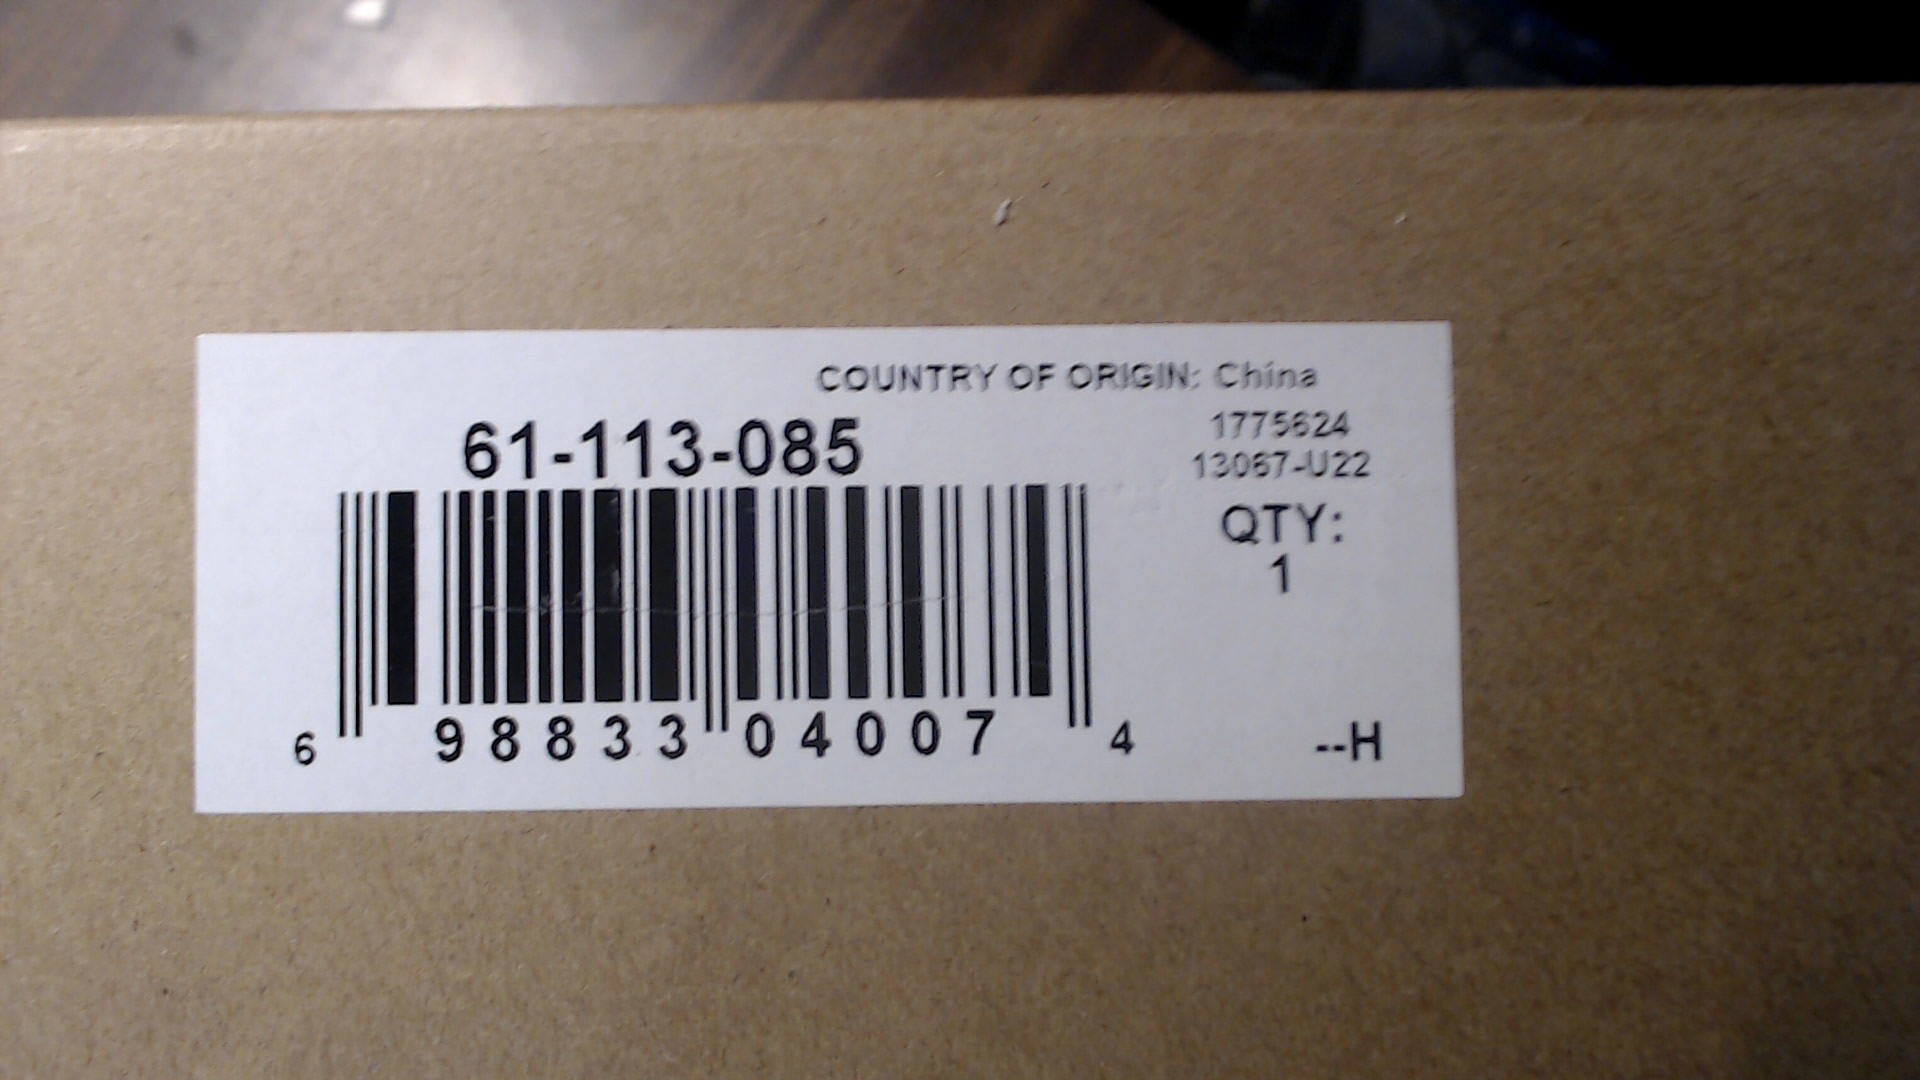 COUNTRY OF ORIGIN: China
61-113-085
1775624
13067-U22
QTY:
1
6 98833 04007 4
--H